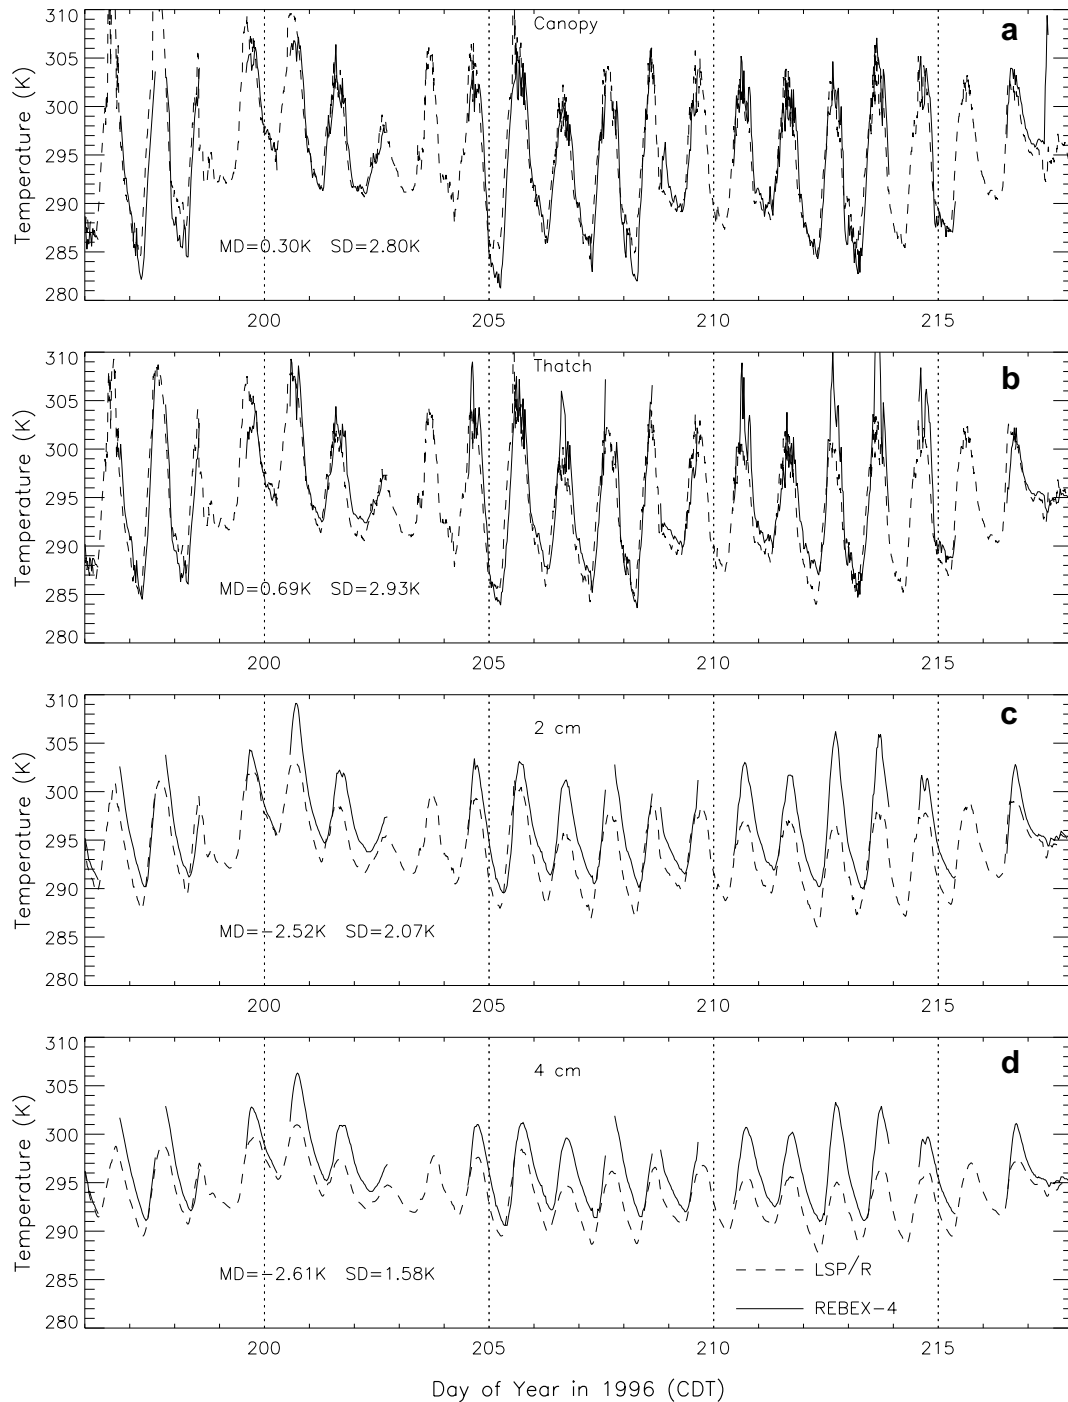 310
Canopy
a
305
300
295
290
285
280
Temperature (K)
MD=0.30K SD=2.80K
200 205 210 215
310
Thatch
b
305
300
295
290
285
280
Temperature (K)
MD=0.69K SD=2.93K
200 205 210 215
310
2 cm
c
305
300
295
290
285
280
Temperature (K)
MD=-2.52K SD=2.07K
200 205 210 215
310
4 cm
d
305
300
295
290
285
280
Temperature (K)
MD=-2.61K SD=1.58K
LSP/R
REBEX-4
200 205 210 215
Day of Year in 1996 (CDT)